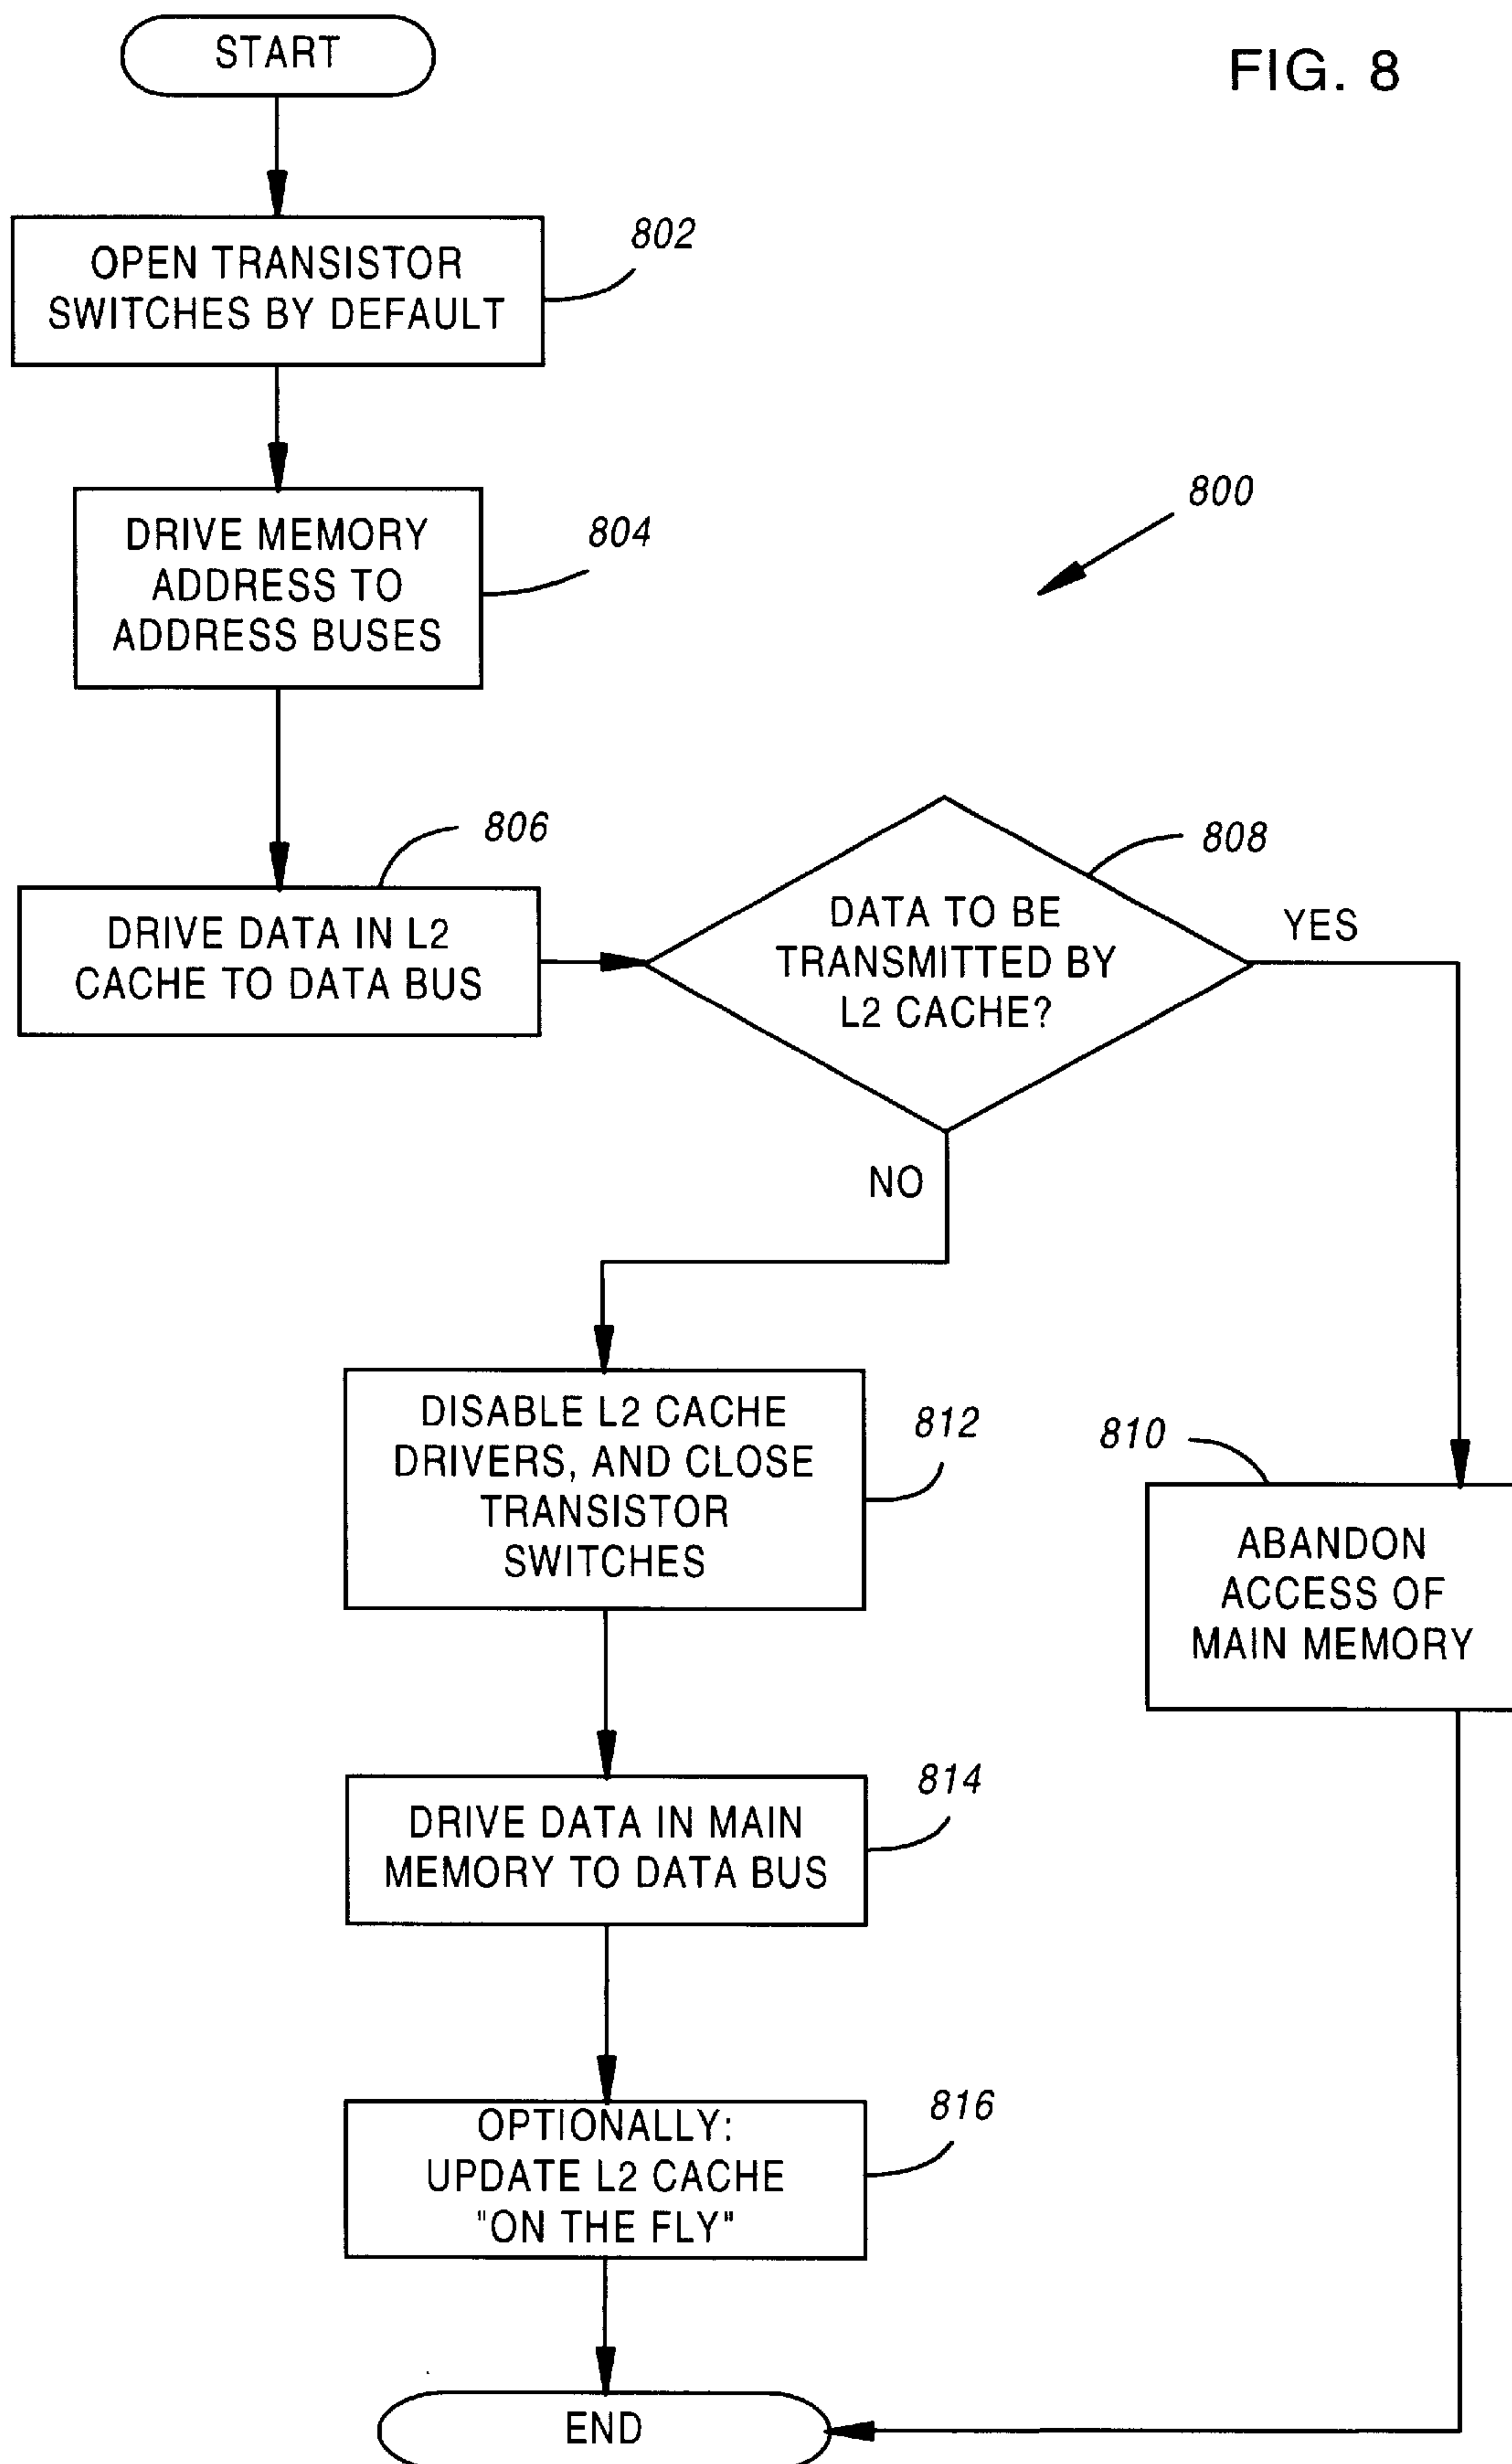 START
FIG. 8
802
OPEN TRANSISTOR
SWITCHES BY DEFAULT
800
804
DRIVE MEMORY
ADDRESS TO
ADDRESS BUSES
806
DRIVE DATA IN L2
CACHE TO DATA BUS
808
DATA TO BE
TRANSMITTED BY
L2 CACHE?
YES
NO
812
DISABLE L2 CACHE
DRIVERS, AND CLOSE
TRANSISTOR
SWITCHES
810
ABANDON
ACCESS OF
MAIN MEMORY
814
DRIVE DATA IN MAIN
MEMORY TO DATA BUS
816
OPTIONALLY:
UPDATE L2 CACHE
"ON THE FLY"
END